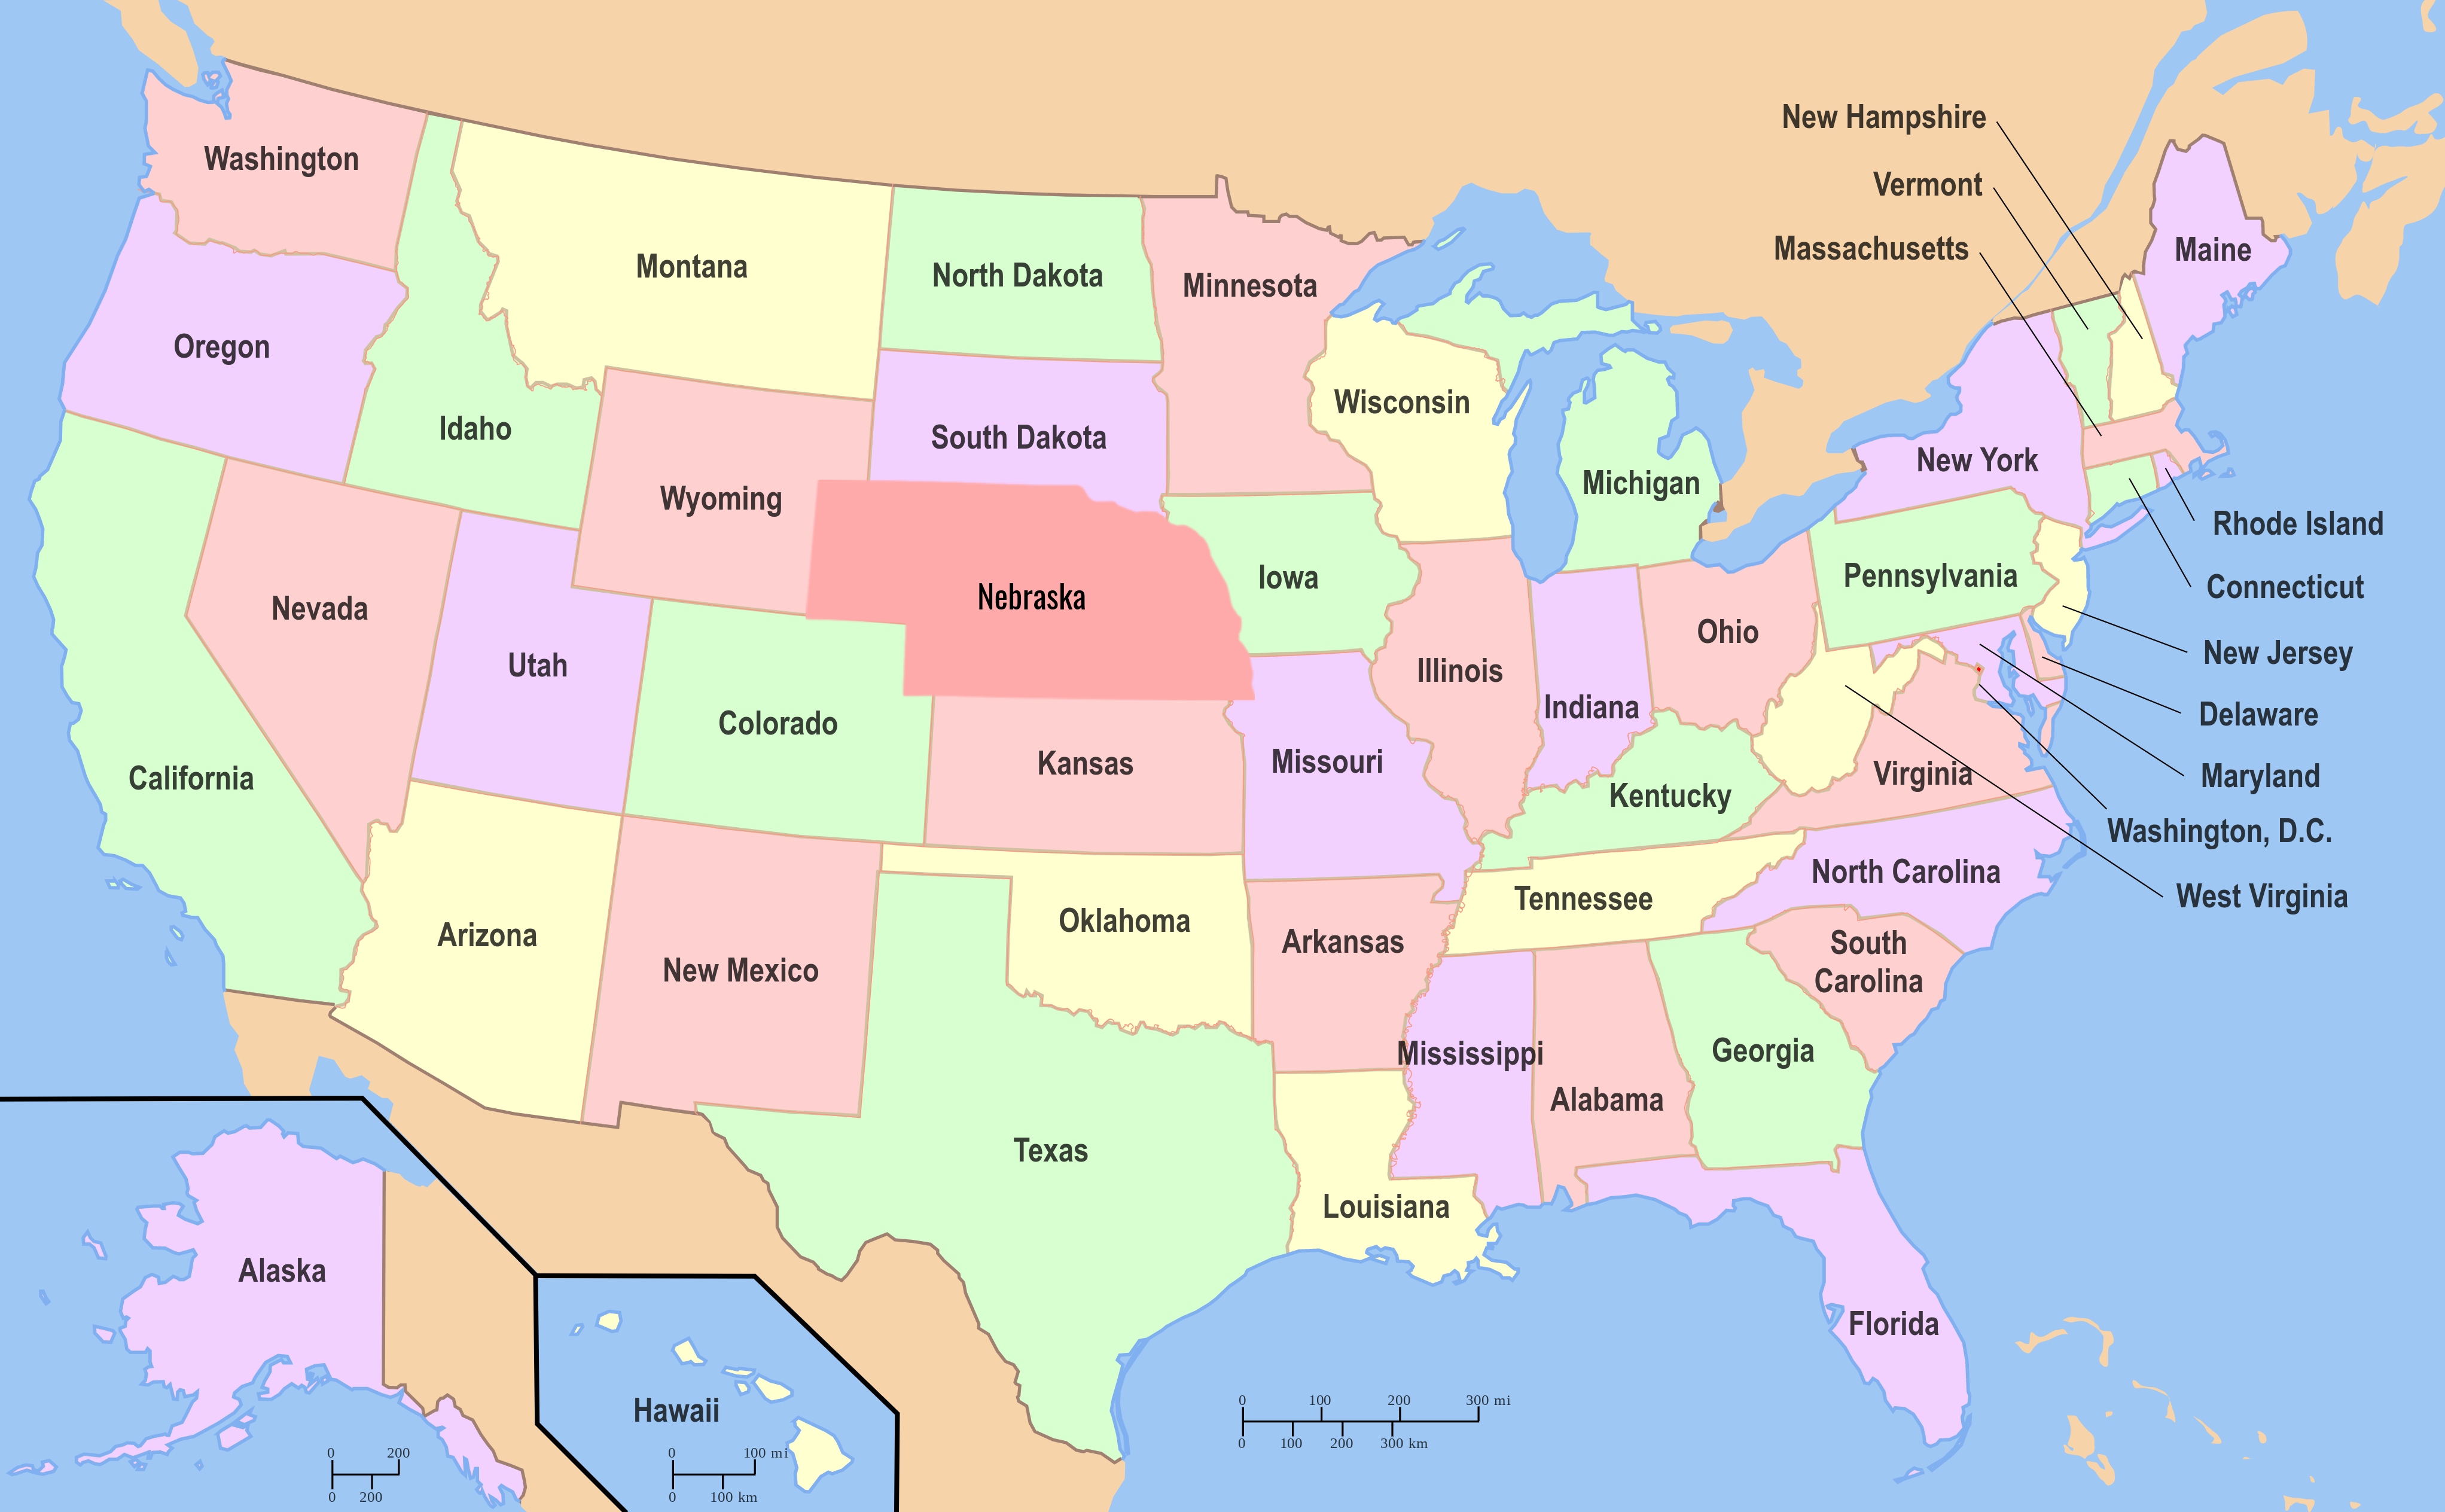 New Hampshire
Vermont
Massachusetts
Washington
Maine
Montana
North Dakota
Minnesota
Oregon
Wisconsin
Idaho
South Dakota
New York
Michigan
Wyoming
Rhode Island
Iowa
Pennsylvania
Connecticut
Nebraska
Nevada
Ohio
New Jersey
Utah
Illinois
Indiana
Delaware
Colorado
Kansas
Missouri
Virginia
Maryland
California
Kentucky
Washington, D.C.
North Carolina
Tennessee
West Virginia
Oklahoma
Arizona
Arkansas
South
Carolina
New Mexico
Mississippi
Georgia
Alabama
Texas
Louisiana
Alaska
Florida
Hawaii
0 100 200 300 mi
0 100 200 300 km
0 200
0 200
0 100 mi
0 100 km